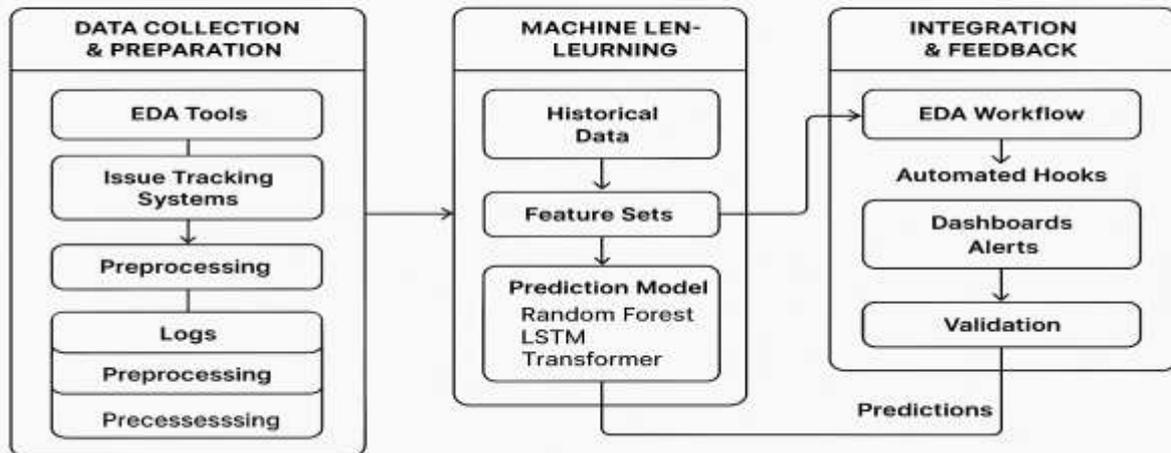 DATA COLLECTION
& PREPARATION
EDA Tools
Issue Tracking
Systems
Preprocessing
Logs
Preprocessing
Precessesssing
MACHINE LEN-
LEURNING
Historical
Data
Feature Sets
Prediction Model
Random Forest
LSTM
Transformer
INTEGRATION
& FEEDBACK
EDA Workflow
Automated Hooks
Dashboards
Alerts
Validation
Predictions